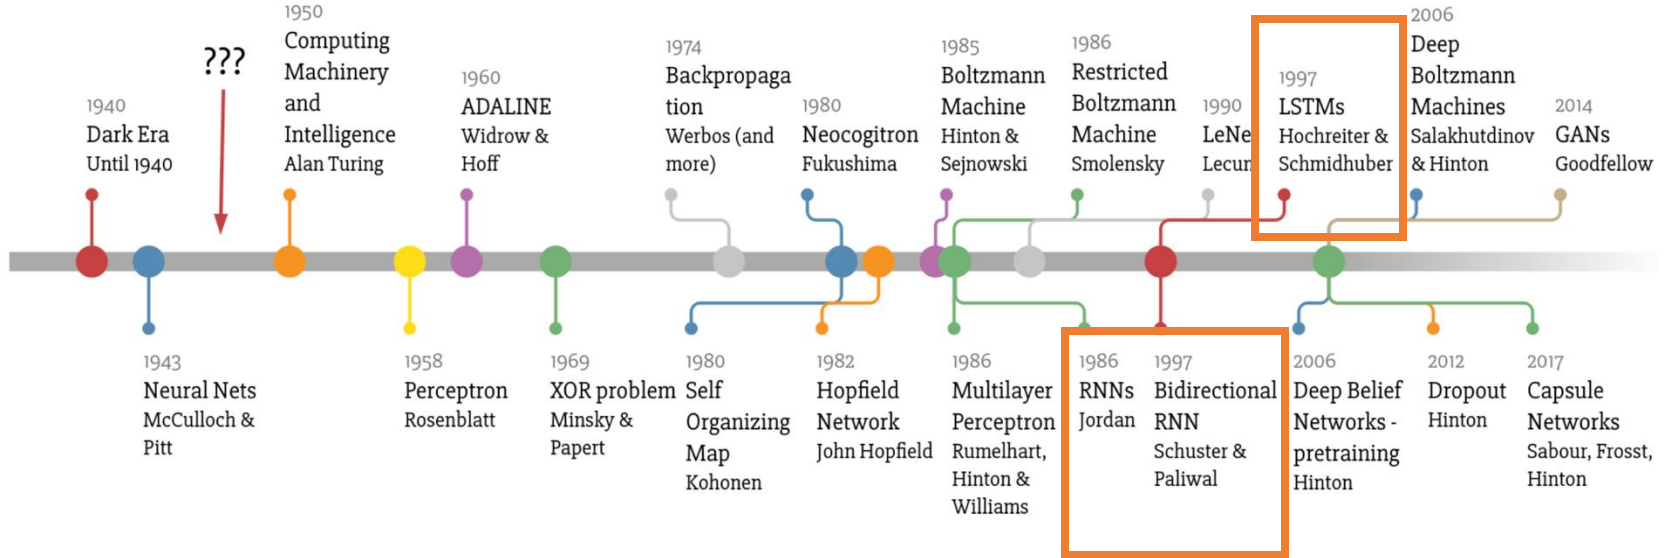 ???
1940
Dark Era
Until 1940
1950
Computing
Machinery
and
Intelligence
Alan Turing
1960
ADALINE
Widrow &
Hoff
1974
Backpropaga
tion
Werbos (and
more)
1980
Neocogitron
Fukushima
1985
Boltzmann
Machine
Hinton &
Sejnowski
1986
Restricted
Boltzmann
Machine
Smolensky
1990
LeNe
Lecun
1997
LSTMs
Hochreiter &
Schmidhuber
2006
Deep
Boltzmann
Machines
Salakhutdinov
& Hinton
2014
GANs
Goodfellow
1943
Neural Nets
McCulloch &
Pitt
1958
Perceptron
Rosenblatt
1969
XOR problem
Minsky &
Papert
1980
Self
Organizing
Map
Kohonen
1982
Hopfield
Network
John Hopfield
1986
Multilayer
Perceptron
Rumelhart,
Hinton &
Williams
1986
RNNs
Jordan
1997
Bidirectional
RNN
Schuster &
Paliwal
2006
Deep Belief
Networks -
pretraining
Hinton
2012
Dropout
Hinton
2017
Capsule
Networks
Sabour, Frosst,
Hinton